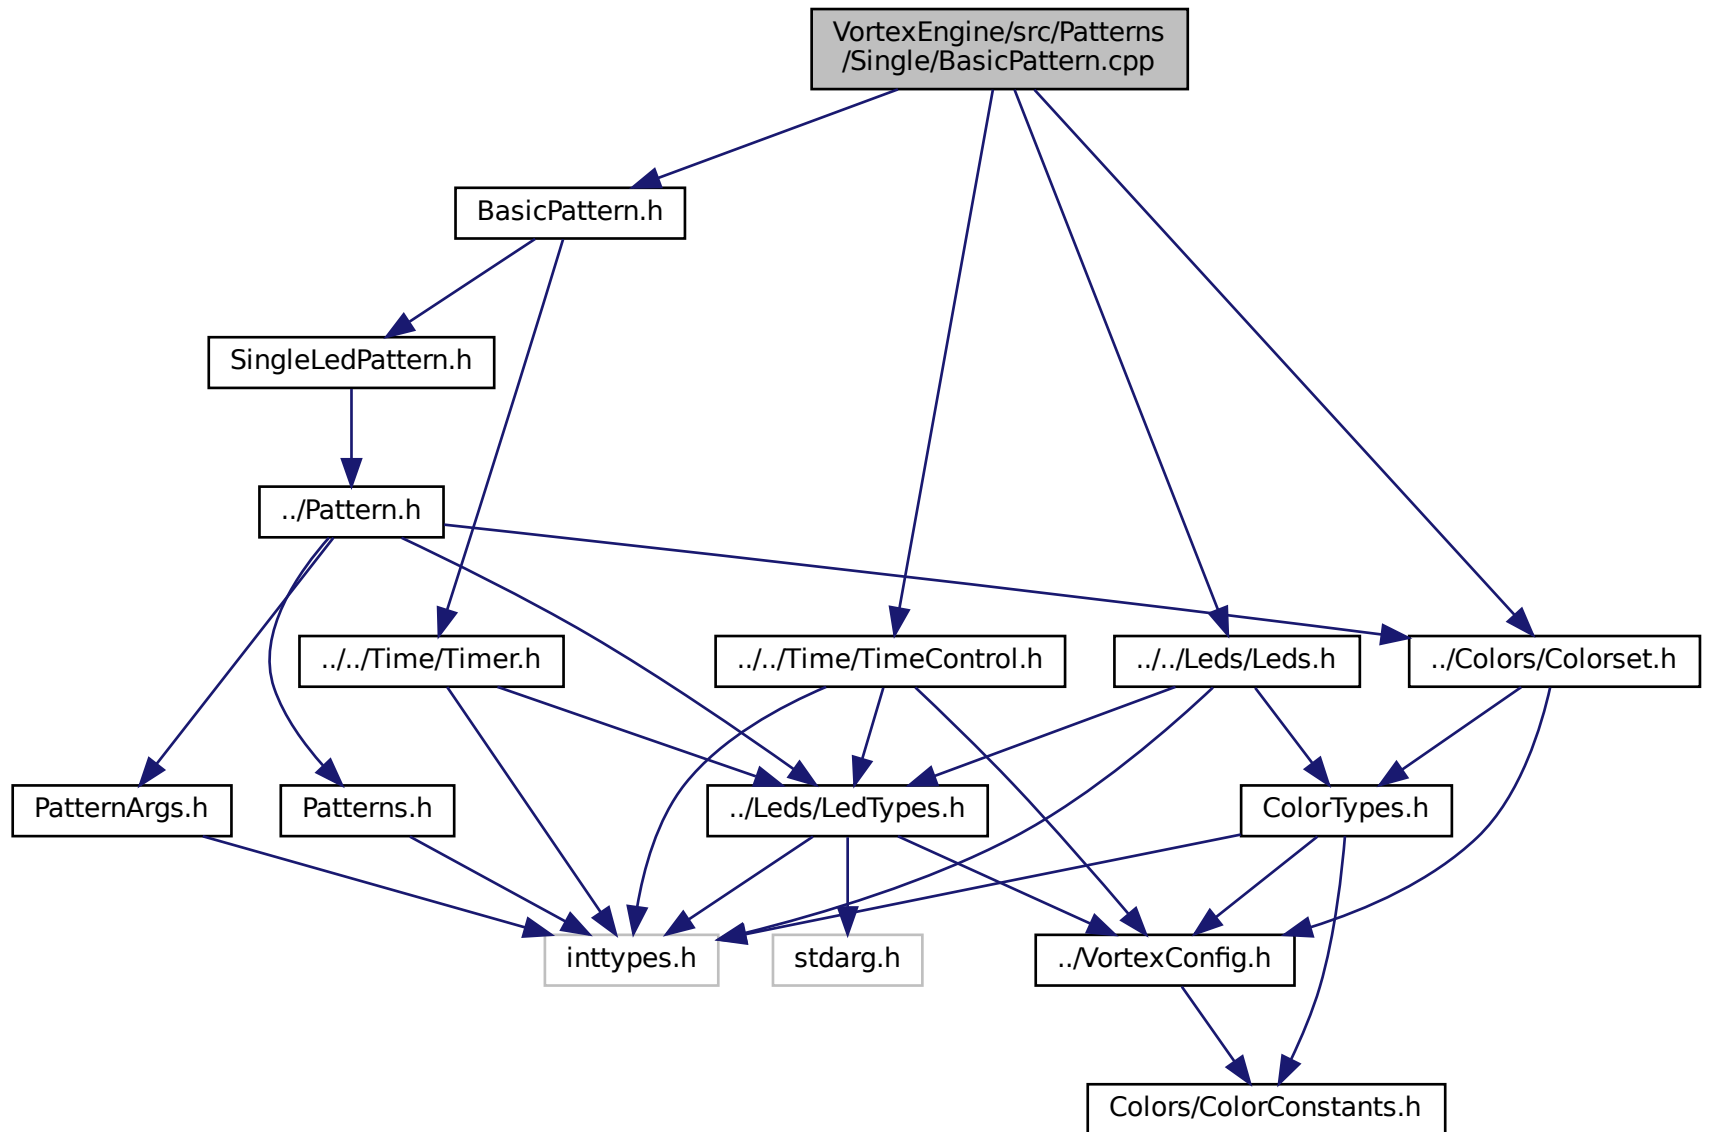 VortexEngine/src/Patterns
/Single/BasicPattern.cpp
BasicPattern.h
SingleLedPattern.h
../Pattern.h
../../Time/Timer.h
../../Time/TimeControl.h
../../Leds/Leds.h
../Colors/Colorset.h
PatternArgs.h
Patterns.h
../Leds/LedTypes.h
ColorTypes.h
inttypes.h
stdarg.h
../VortexConfig.h
Colors/ColorConstants.h